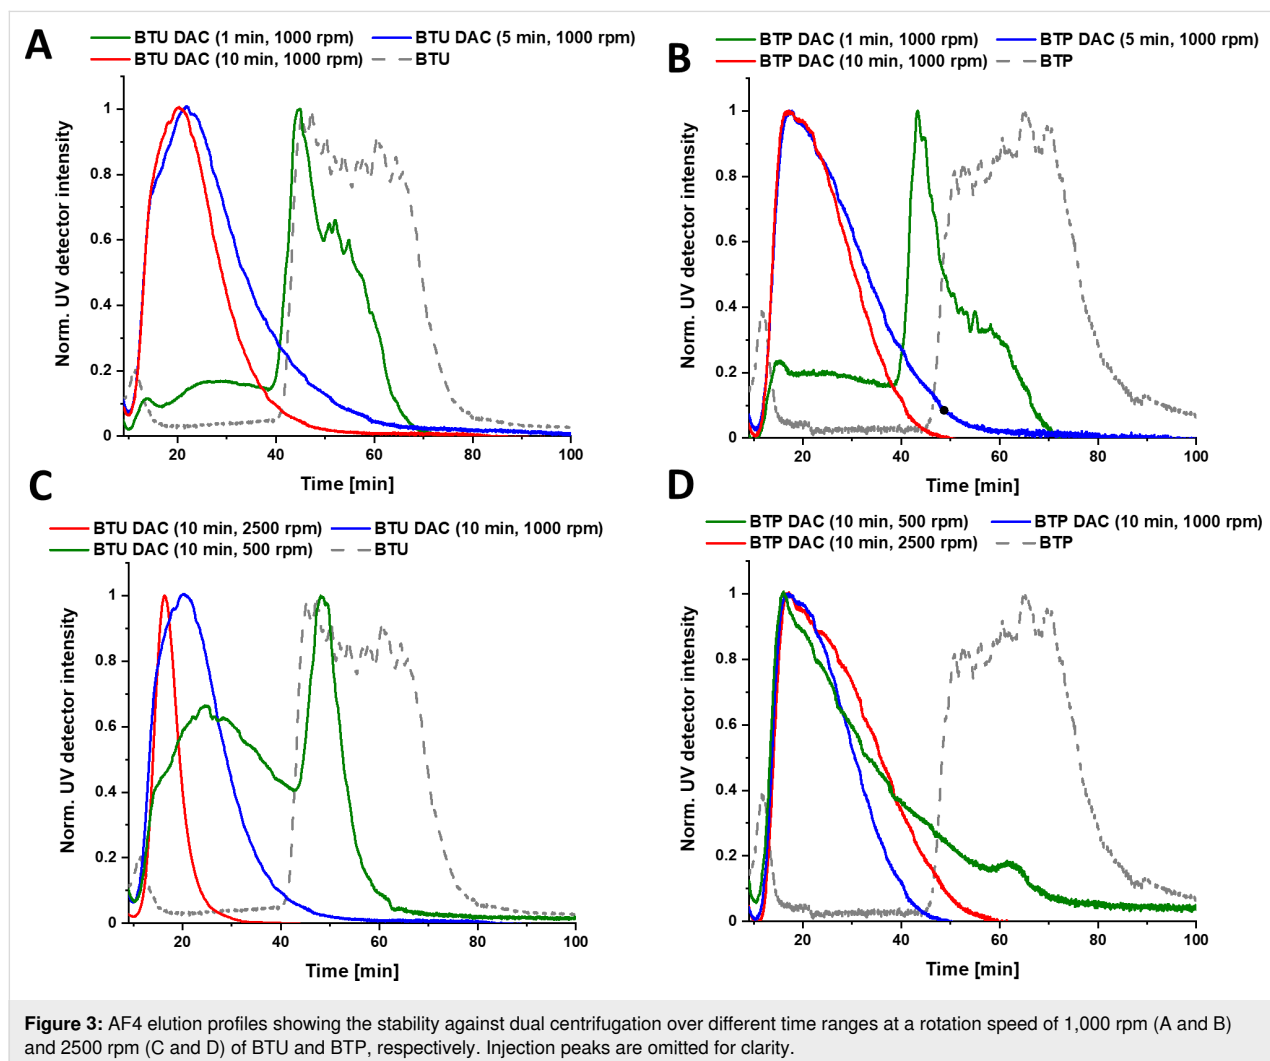 A
BTU DAC (1 min, 1000 rpm) BTU DAC (5 min, 1000 rpm)
BTU DAC (10 min, 1000 rpm) BTU
Norm. UV detector intensity
1
0.8
0.6
0.4
0.2
0
20 40 60 80 100
Time [min]
B
BTP DAC (1 min, 1000 rpm) BTP DAC (5 min, 1000 rpm)
BTP DAC (10 min, 1000 rpm) BTP
Norm. UV detector intensity
1
0.8
0.6
0.4
0.2
0
20 40 60 80 100
Time [min]
C
BTU DAC (10 min, 2500 rpm) BTU DAC (10 min, 1000 rpm)
BTU DAC (10 min, 500 rpm) BTU
Norm. UV detector intensity
1
0.8
0.6
0.4
0.2
0
20 40 60 80 100
Time [min]
D
BTP DAC (10 min, 500 rpm) BTP DAC (10 min, 1000 rpm)
BTP DAC (10 min, 2500 rpm) BTP
Norm. UV detector intensity
1
0.8
0.6
0.4
0.2
0
20 40 60 80 100
Time [min]
Figure 3: AF4 elution profiles showing the stability against dual centrifugation over different time ranges at a rotation speed of 1,000 rpm (A and B)
and 2500 rpm (C and D) of BTU and BTP, respectively. Injection peaks are omitted for clarity.